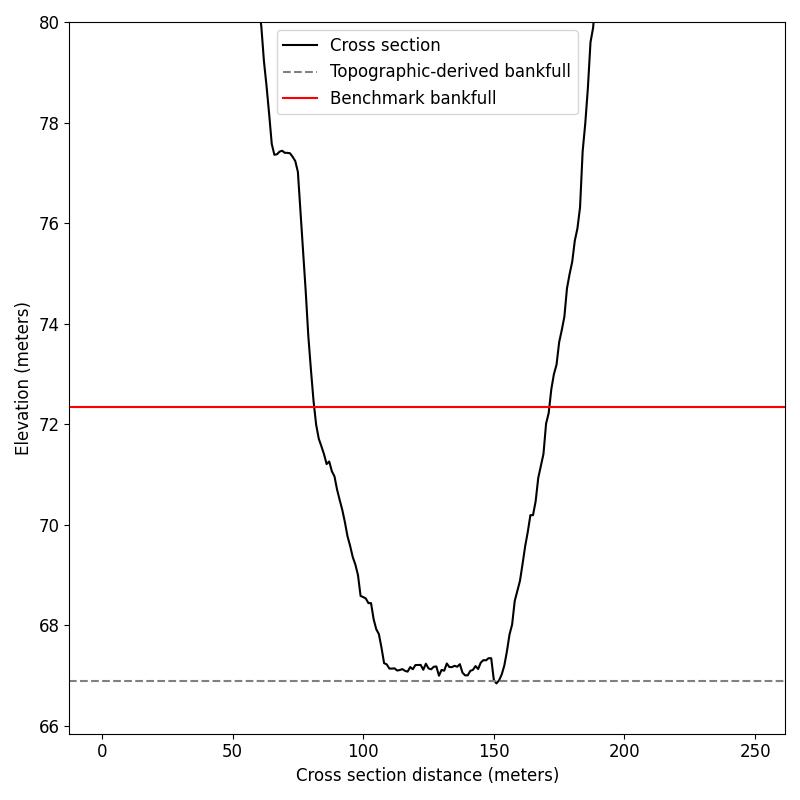 Cross section
Topographic-derived bankfull
Benchmark bankfull
80
78
76
74
72
70
68
66
Elevation (meters)
0 50 100 150 200 250
Cross section distance (meters)